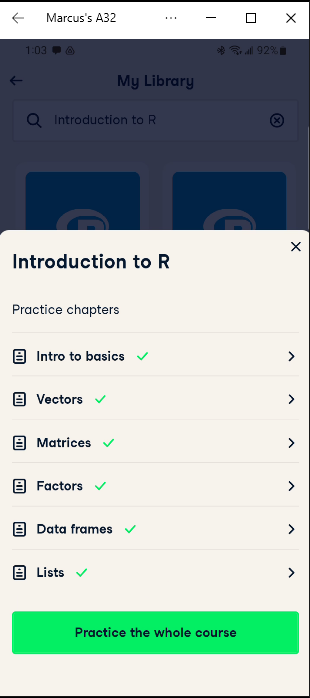 Marcus's A32
1:03
92%
My Library
Introduction to R
R R
Introduction to R
Practice chapters
Intro to basics
Vectors
Matrices
Factors
Data frames
Lists
Practice the whole course